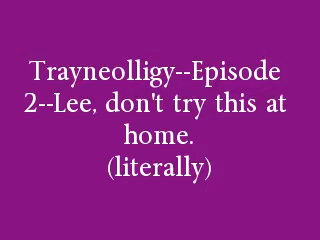 Trayneolligy--Episode
2--Lee, don't try this at
home.
(literally)